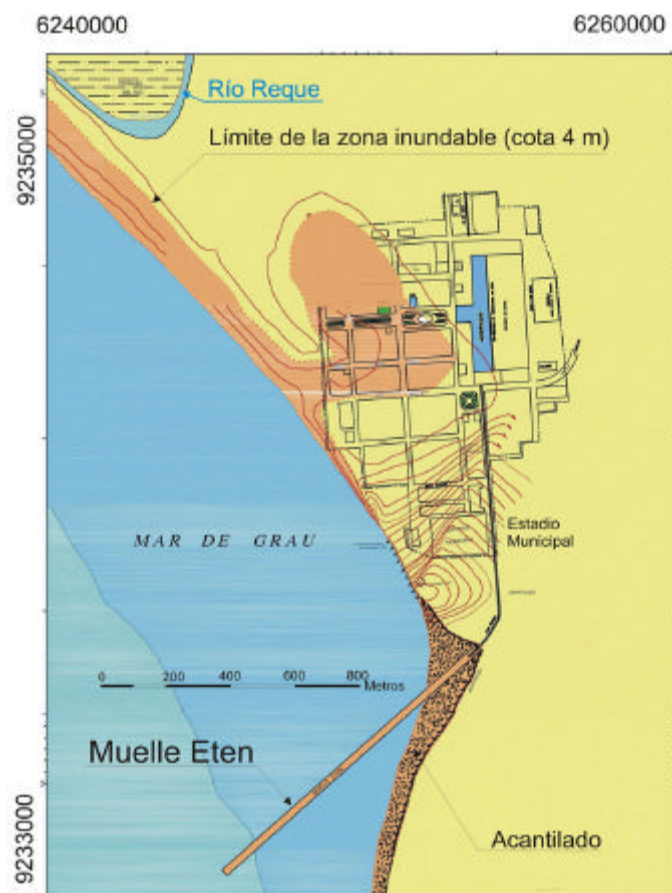 6240000
6260000
Río Reque
Límite de la zona inundable (cota 4 m)
9235000
Estadio
Municipal
MAR DE GRAU
0 200 400 600 800
Metros
Muelle Eten
9233000
Acantilado